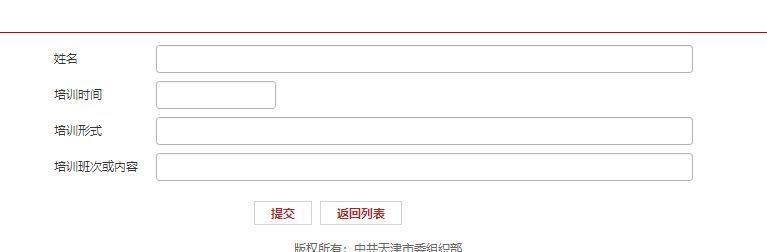 姓名
培训时间
培训形式
培训班次或内容
提交 返回列表
版权所有：中共天津市委组织部